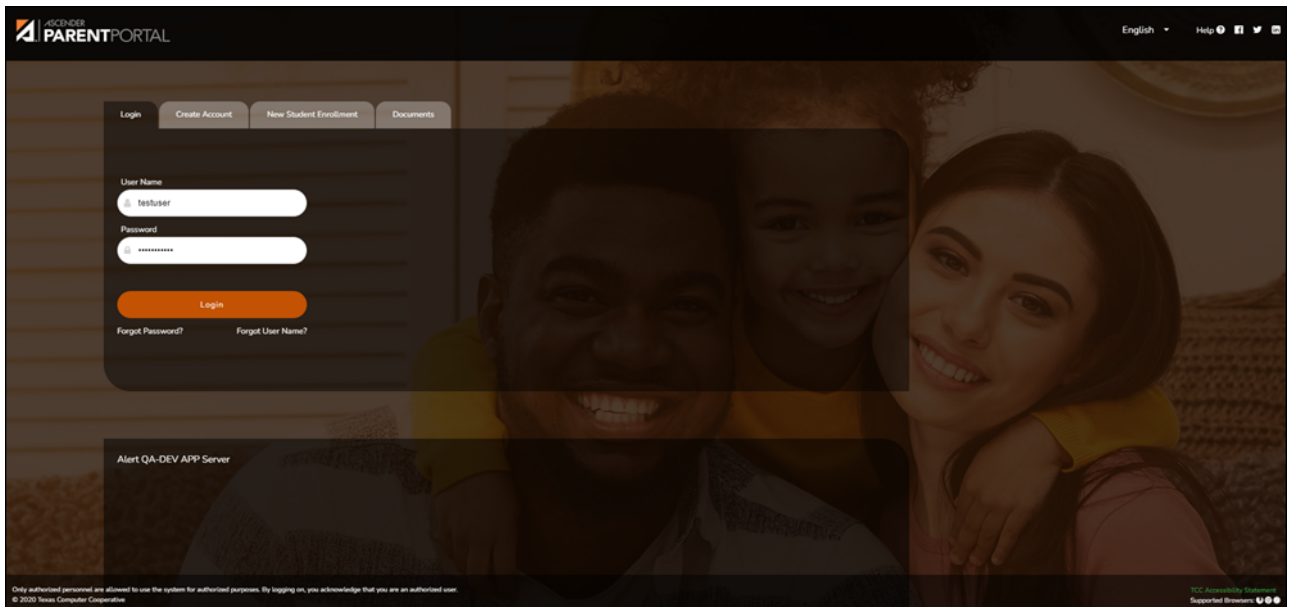 ASCENDER
PARENTPORTAL
English
Help
Login
Create Account
New Student Enrollment
Documents
User Name
testuser
Password
Login
Forgot Password?
Forgot User Name?
Alert QA-DEV APP Server
Only authorized personnel are allowed to use the system for authorized purposes. By logging on, you acknowledge that you are an authorized user.
© 2020 Texas Computer Cooperative
TCC Accessibility Statement
Supported Browsers: